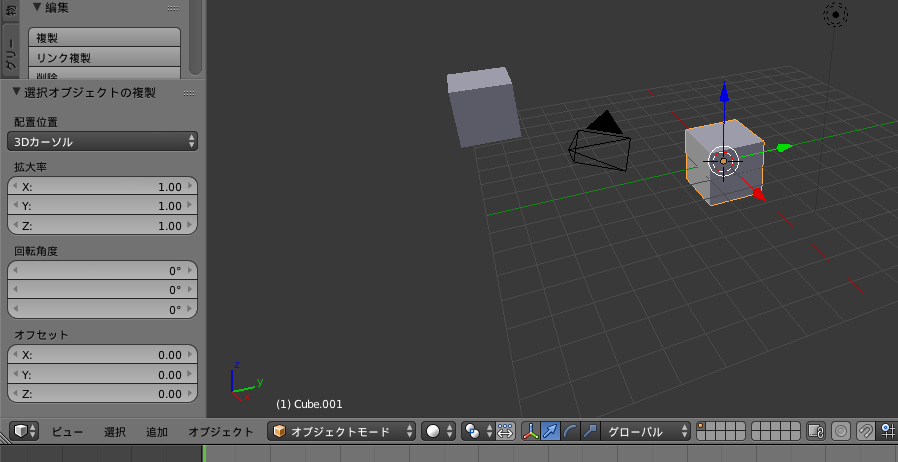 物
グリー
▼編集
複製
リンク複製
削除
▼選択オブジェクトの複製
配置位置
3Dカーソル
拡大率
X: 1.00
Y: 1.00
Z: 1.00
回転角度
0°
0°
0°
オフセット
X: 0.00
Y: 0.00
Z: 0.00
z
y
x
(1) Cube.001
ビュー 選択 追加 オブジェクト オブジェクトモード グローバル